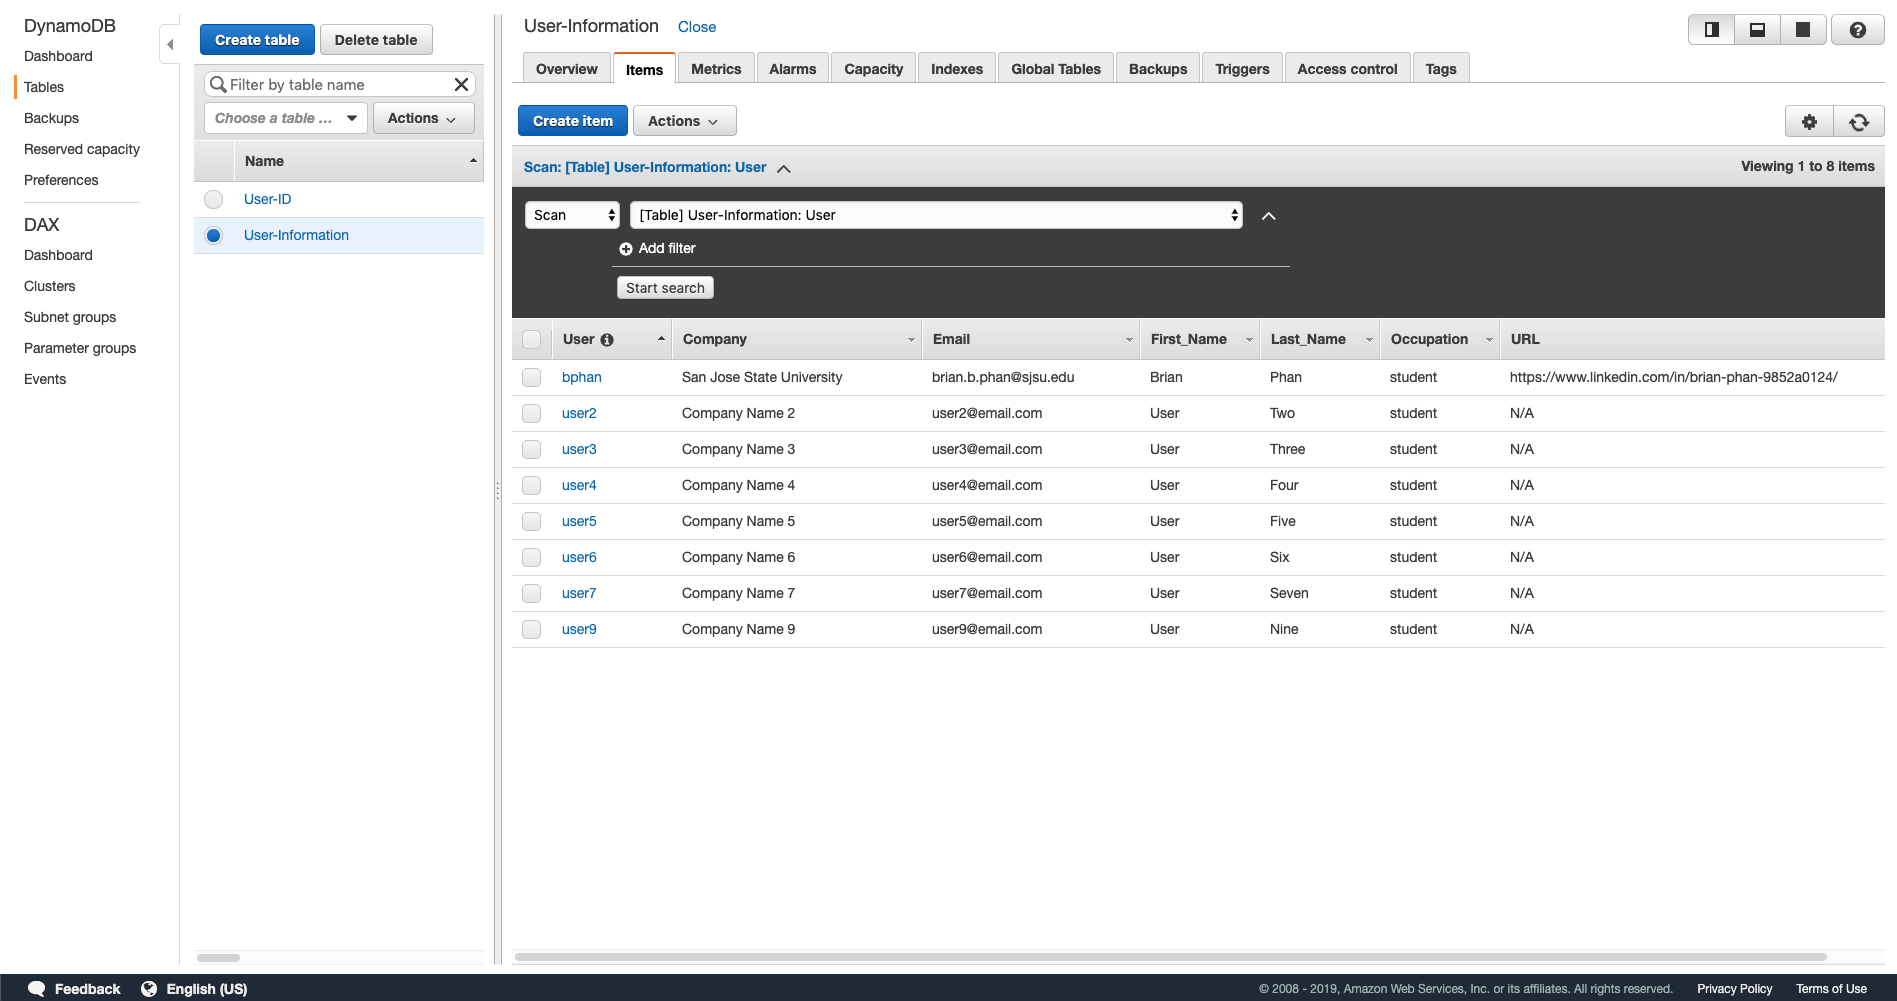 DynamoDB
Dashboard
Tables
Backups
Reserved capacity
Preferences
DAX
Dashboard
Clusters
Subnet groups
Parameter groups
Events
Create table Delete table
Filter by table name
Choose a table ... Actions
Name
User-ID
User-Information
User-Information Close
Overview Items Metrics Alarms Capacity Indexes Global Tables Backups Triggers Access control Tags
Create item Actions
Scan: [Table] User-Information: User Viewing 1 to 8 items
Scan [Table] User-Information: User
Add filter
Start search
User Company Email First_Name Last_Name Occupation URL
bphan San Jose State University brian.b.phan@sjsu.edu Brian Phan student https://www.linkedin.com/in/brian-phan-9852a0124/
user2 Company Name 2 user2@email.com User Two student N/A
user3 Company Name 3 user3@email.com User Three student N/A
user4 Company Name 4 user4@email.com User Four student N/A
user5 Company Name 5 user5@email.com User Five student N/A
user6 Company Name 6 user6@email.com User Six student N/A
user7 Company Name 7 user7@email.com User Seven student N/A
user9 Company Name 9 user9@email.com User Nine student N/A
Feedback English (US) © 2008 - 2019, Amazon Web Services, Inc. or its affiliates. All rights reserved. Privacy Policy Terms of Use